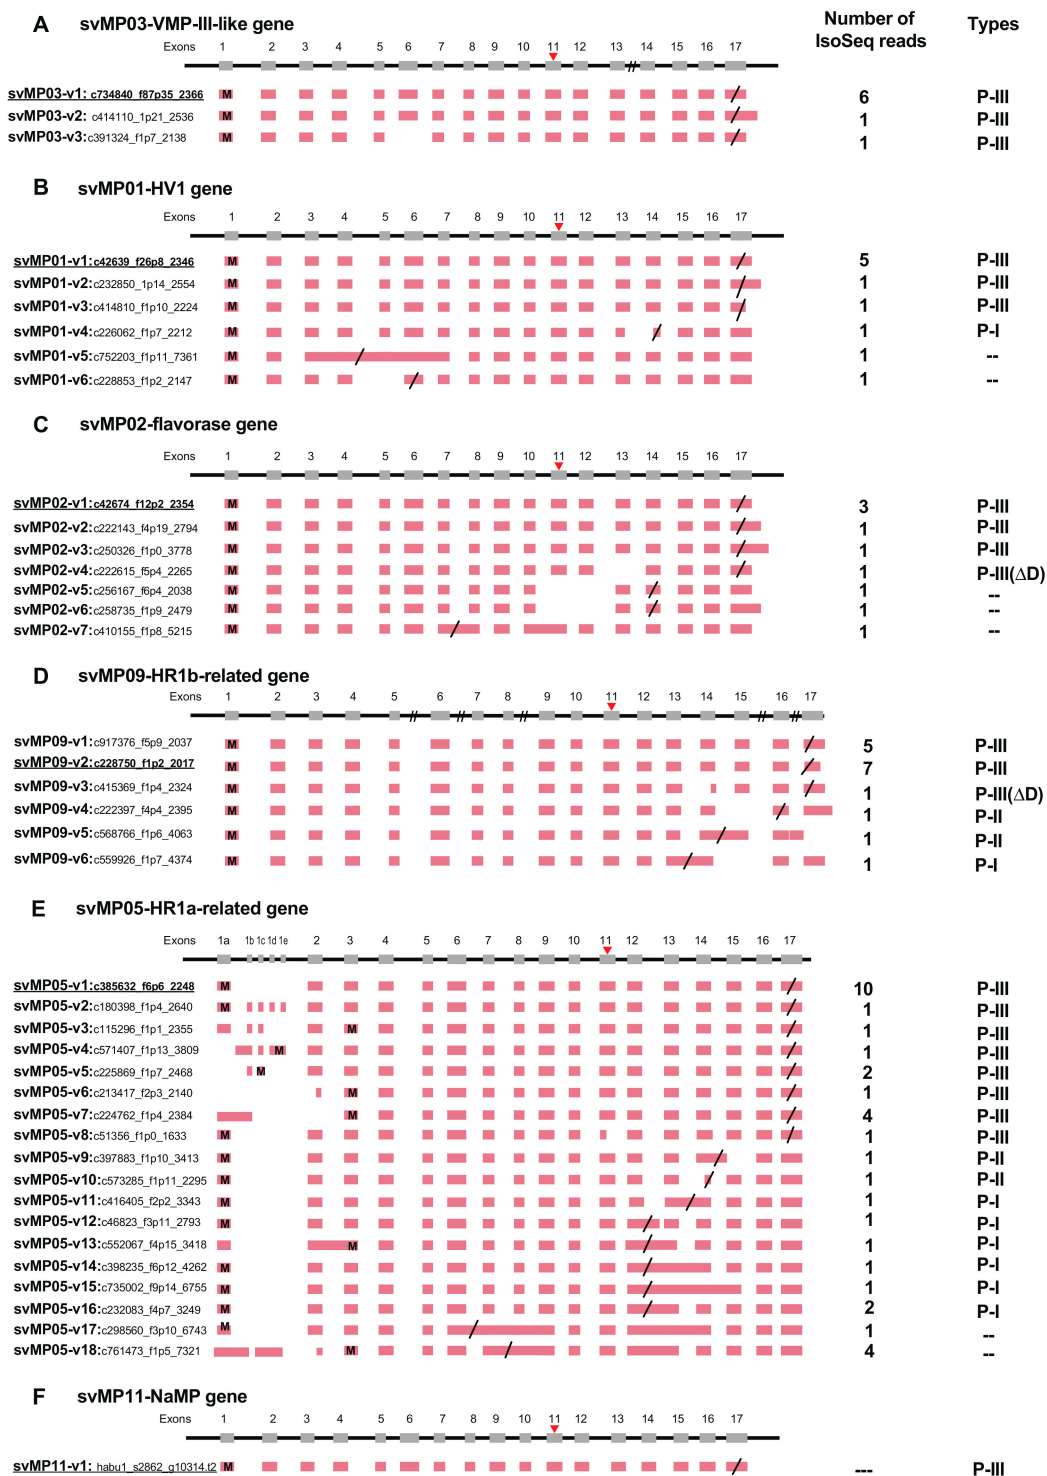 A svMP03-VMP-III-like gene Number of IsoSeq reads Types
Exons 1 2 3 4 5 6 7 8 9 10 11 12 13 14 15 16 17
svMP03-v1: c734840_f87p35_2366 M 6 P-III
svMP03-v2: c414110_1p21_2536 M 1 P-III
svMP03-v3:c391324_f1p7_2138 M 1 P-III
B svMP01-HV1 gene
Exons 1 2 3 4 5 6 7 8 9 10 11 12 13 14 15 16 17
svMP01-v1:c42639_f26p8_2346 M 5 P-III
svMP01-v2:c232850_1p14_2554 M 1 P-III
svMP01-v3:c414810_f1p10_2224 M 1 P-III
svMP01-v4:c226062_f1p7_2212 M 1 P-I
svMP01-v5:c752203_f1p11_7361 M 1 --
svMP01-v6:c228853_f1p2_2147 M 1 --
C svMP02-flavorase gene
Exons 1 2 3 4 5 6 7 8 9 10 11 12 13 14 15 16 17
svMP02-v1:c42674_f12p2_2354 M 3 P-III
svMP02-v2:c222143_f4p19_2794 M 1 P-III
svMP02-v3:c250326_f1p0_3778 M 1 P-III
svMP02-v4:c222615_f5p4_2265 M 1 P-III(ΔD)
svMP02-v5:c256167_f6p4_2038 M 1 --
svMP02-v6:c258735_f1p9_2479 M 1 --
svMP02-v7:c410155_f1p8_5215 M 1 --
D svMP09-HR1b-related gene
Exons 1 2 3 4 5 6 7 8 9 10 11 12 13 14 15 16 17
svMP09-v1:c917376_f5p9_2037 M 5 P-III
svMP09-v2:c228750_f1p2_2017 M 7 P-III
svMP09-v3:c415369_f1p4_2324 M 1 P-III(ΔD)
svMP09-v4:c222397_f4p4_2395 M 1 P-II
svMP09-v5:c568766_f1p6_4063 M 1 P-II
svMP09-v6:c559926_f1p7_4374 M 1 P-I
E svMP05-HR1a-related gene
Exons 1a 1b 1c 1d 1e 2 3 4 5 6 7 8 9 10 11 12 13 14 15 16 17
svMP05-v1:c385632_f6p6_2248 M 10 P-III
svMP05-v2:c180398_f1p4_2640 M 1 P-III
svMP05-v3:c115296_f1p1_2355 M 1 P-III
svMP05-v4:c571407_f1p13_3809 M 1 P-III
svMP05-v5:c225869_f1p7_2468 M 2 P-III
svMP05-v6:c213417_f2p3_2140 M 1 P-III
svMP05-v7:c224762_f1p4_2384 M 4 P-III
svMP05-v8:c51356_f1p0_1633 M 1 P-III
svMP05-v9:c397883_f1p10_3413 M 1 P-II
svMP05-v10:c573285_f1p11_2295 M 1 P-II
svMP05-v11:c416405_f2p2_3343 M 1 P-I
svMP05-v12:c46823_f3p11_2793 M 1 P-I
svMP05-v13:c552067_f4p15_3418 M 1 P-I
svMP05-v14:c398235_f6p12_4262 M 1 P-I
svMP05-v15:c735002_f9p14_6755 M 1 P-I
svMP05-v16:c232083_f4p7_3249 M 2 P-I
svMP05-v17:c298560_f3p10_6743 M 1 --
svMP05-v18:c761473_f1p5_7321 M 4 --
F svMP11-NaMP gene
Exons 1 2 3 4 5 6 7 8 9 10 11 12 13 14 15 16 17
svMP11-v1: habu1_s2862_g10314.t2 M --- P-III